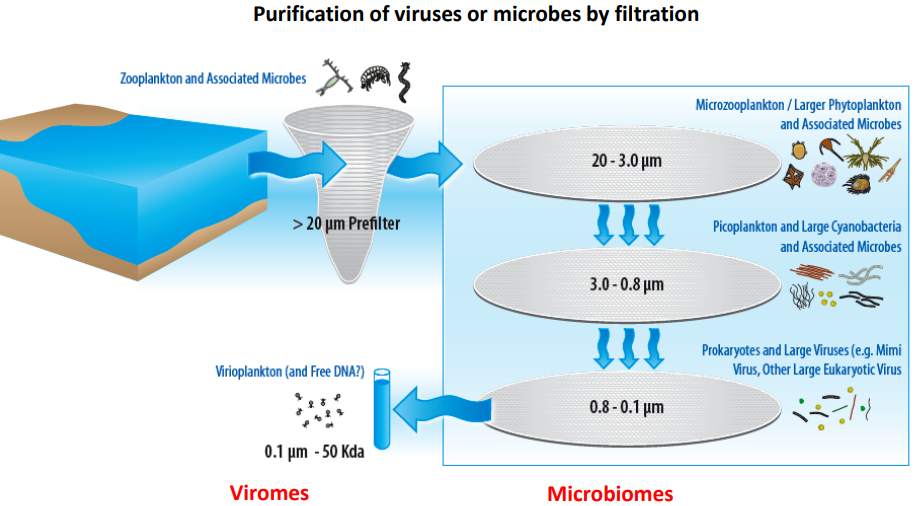 Purification of viruses or microbes by filtration
Zooplankton and Associated Microbes
> 20 µm Prefilter
Microzooplankton / Larger Phytoplankton
and Associated Microbes
20 - 3.0 µm
Picoplankton and Large Cyanobacteria
and Associated Microbes
3.0 - 0.8 µm
Prokaryotes and Large Viruses (e.g. Mimi
Virus, Other Large Eukaryotic Virus
0.8 - 0.1 µm
Virioplankton (and Free DNA?)
0.1 µm - 50 Kda
Viromes
Microbiomes